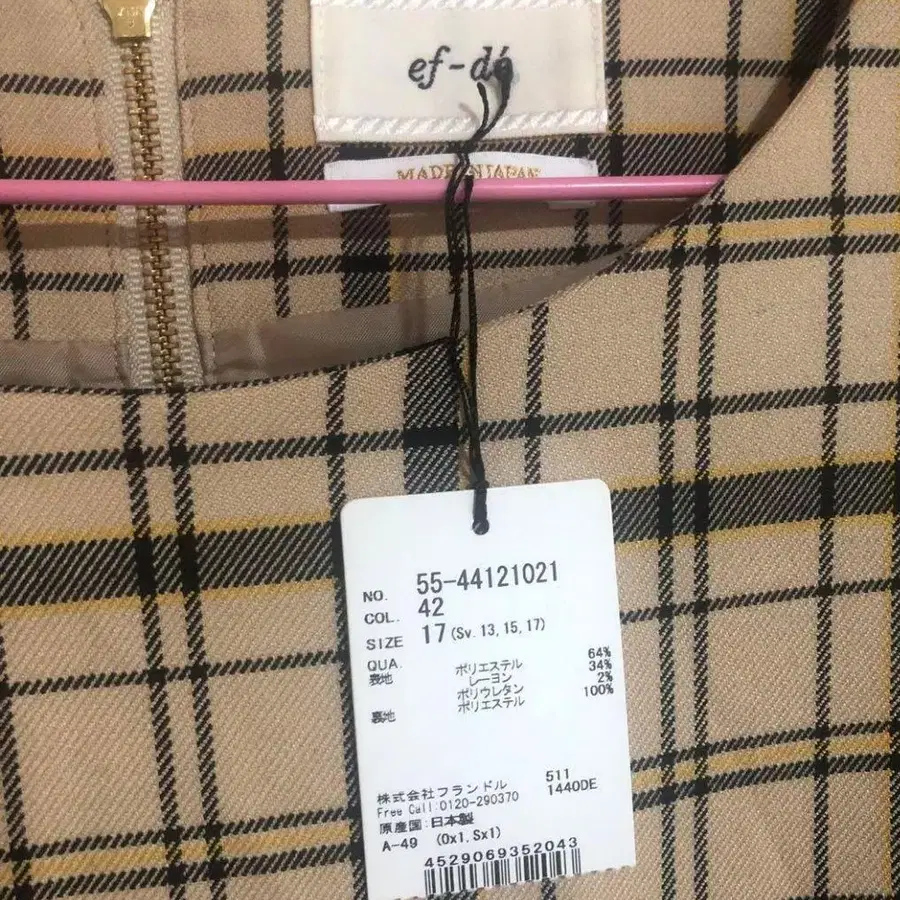 ef-dé
MADE IN JAPAN
NO. 55-44121021
COL. 42
SIZE 17 (Sv. 13, 15, 17)
QUA.
表地 ポリエステル 64%
レーヨン 34%
ポリウレタン 2%
裏地 ポリエステル 100%
株式会社フランドル 511
Free Call:0120-290370 1440DE
原産国:日本製
A-49 (Ox1. Sx1)
4529069352043